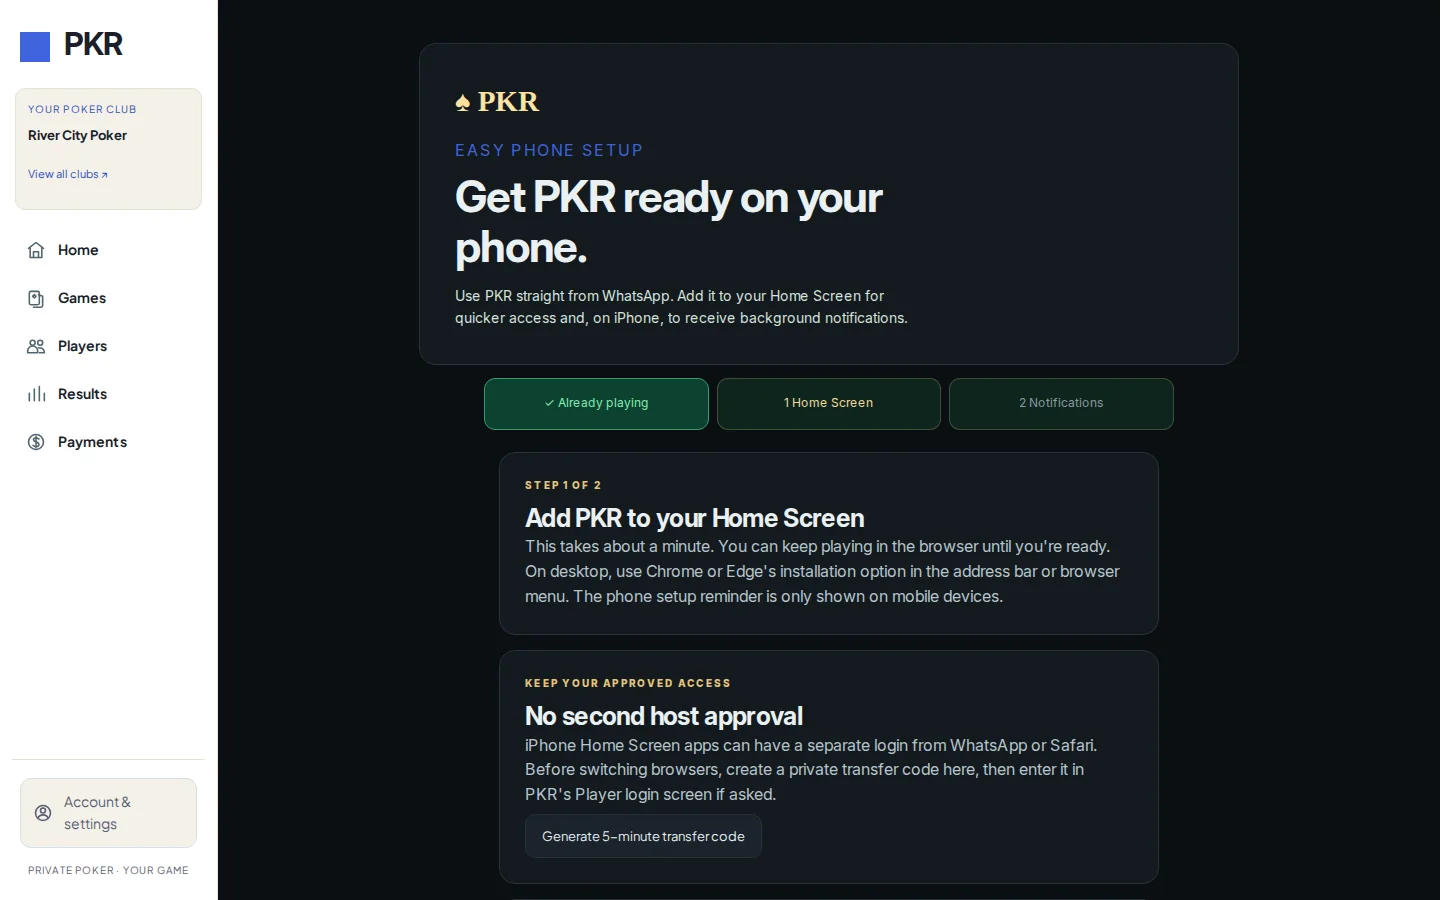 PKR
YOUR POKER CLUB
River City Poker
View all clubs ↗
Home
Games
Players
Results
Payments
Account &
settings
PRIVATE POKER · YOUR GAME
♠ PKR
EASY PHONE SETUP
Get PKR ready on your
phone.
Use PKR straight from WhatsApp. Add it to your Home Screen for
quicker access and, on iPhone, to receive background notifications.
✓ Already playing
1 Home Screen
2 Notifications
STEP 1 OF 2
Add PKR to your Home Screen
This takes about a minute. You can keep playing in the browser until you're ready.
On desktop, use Chrome or Edge's installation option in the address bar or browser
menu. The phone setup reminder is only shown on mobile devices.
KEEP YOUR APPROVED ACCESS
No second host approval
iPhone Home Screen apps can have a separate login from WhatsApp or Safari.
Before switching browsers, create a private transfer code here, then enter it in
PKR's Player login screen if asked.
Generate 5-minute transfer code